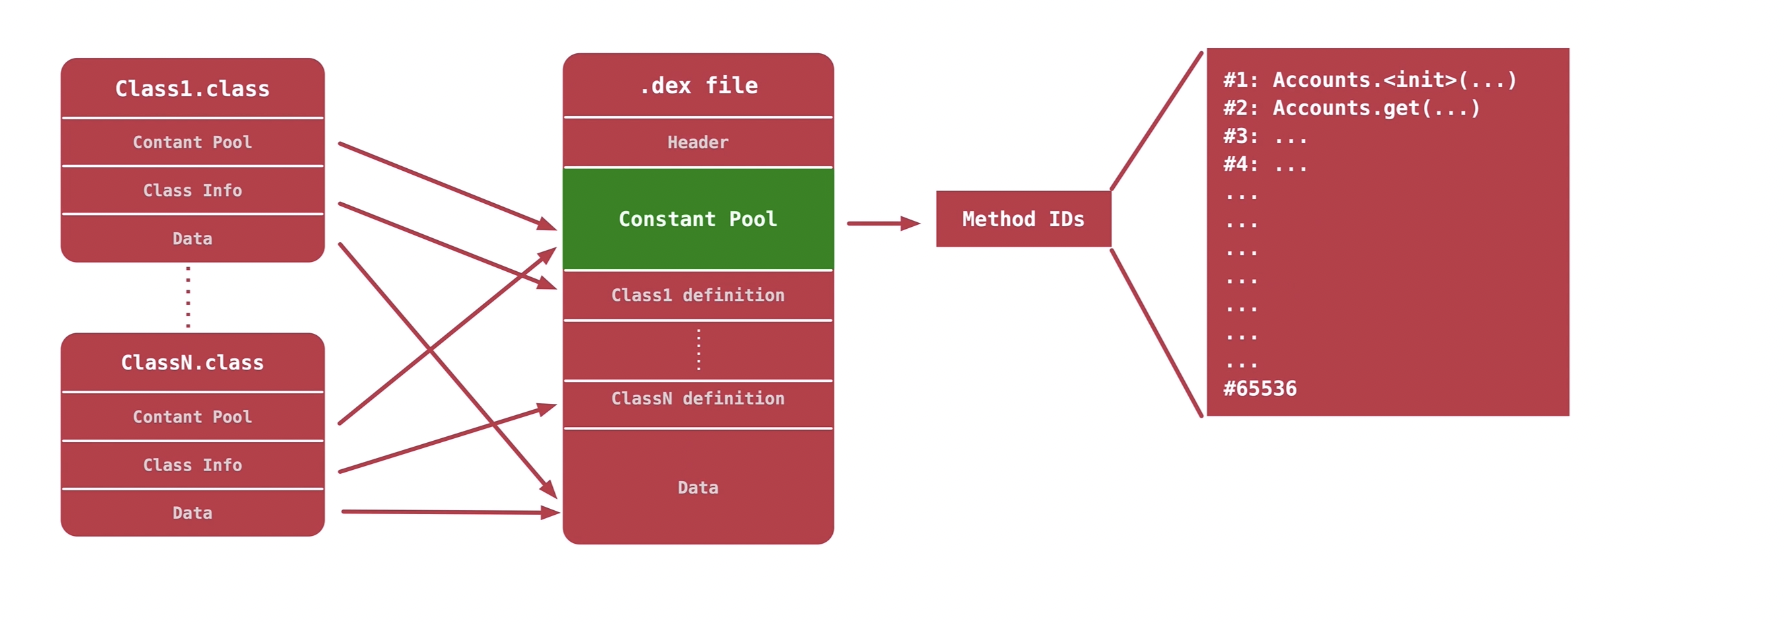 Class1.class
Contant Pool
Class Info
Data
ClassN.class
Contant Pool
Class Info
Data
.dex file
Header
Constant Pool
Class1 definition
ClassN definition
Data
Method IDs
#1: Accounts.<init>(...)
#2: Accounts.get(...)
#3: ...
#4: ...
...
...
...
...
...
...
...
#65536